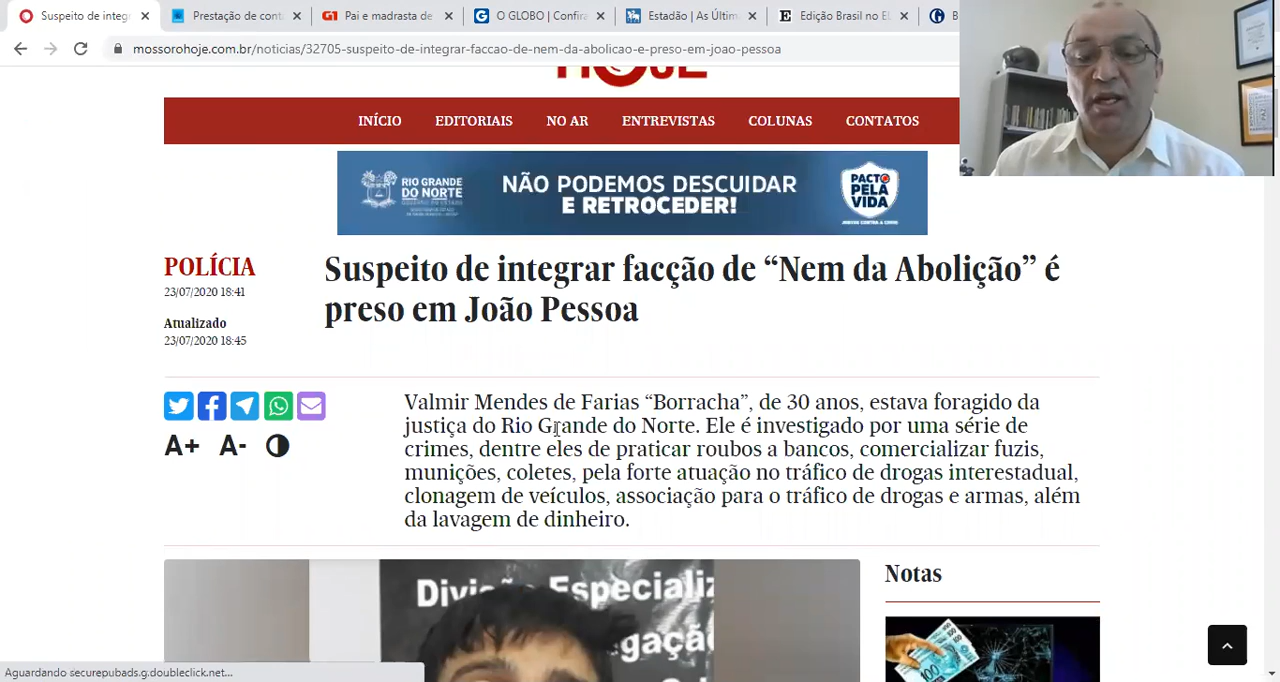 Suspeito de integr
Prestação de cont
G1 Pai e madrasta de
G O GLOBO | Confira
Estadão | As Últim
E Edição Brasil no El
B
mossorohoje.com.br/noticias/32705-suspeito-de-integrar-faccao-de-nem-da-abolicao-e-preso-em-joao-pessoa
HOJE
INÍCIO EDITORIAIS NO AR ENTREVISTAS COLUNAS CONTATOS
RIO GRANDE
DO NORTE
NÃO PODEMOS DESCUIDAR
E RETROCEDER!
PACTO
PELA
VIDA
POLÍCIA
23/07/2020 18:41
Atualizado
23/07/2020 18:45
Suspeito de integrar facção de “Nem da Abolição” é
preso em João Pessoa
A+ A-
Valmir Mendes de Farias “Borracha”, de 30 anos, estava foragido da
justiça do Rio Grande do Norte. Ele é investigado por uma série de
crimes, dentre eles de praticar roubos a bancos, comercializar fuzis,
munições, coletes, pela forte atuação no tráfico de drogas interestadual,
clonagem de veículos, associação para o tráfico de drogas e armas, além
da lavagem de dinheiro.
Divisão Especializ
gação
Notas
Aguardando securepubads.g.doubleclick.net...